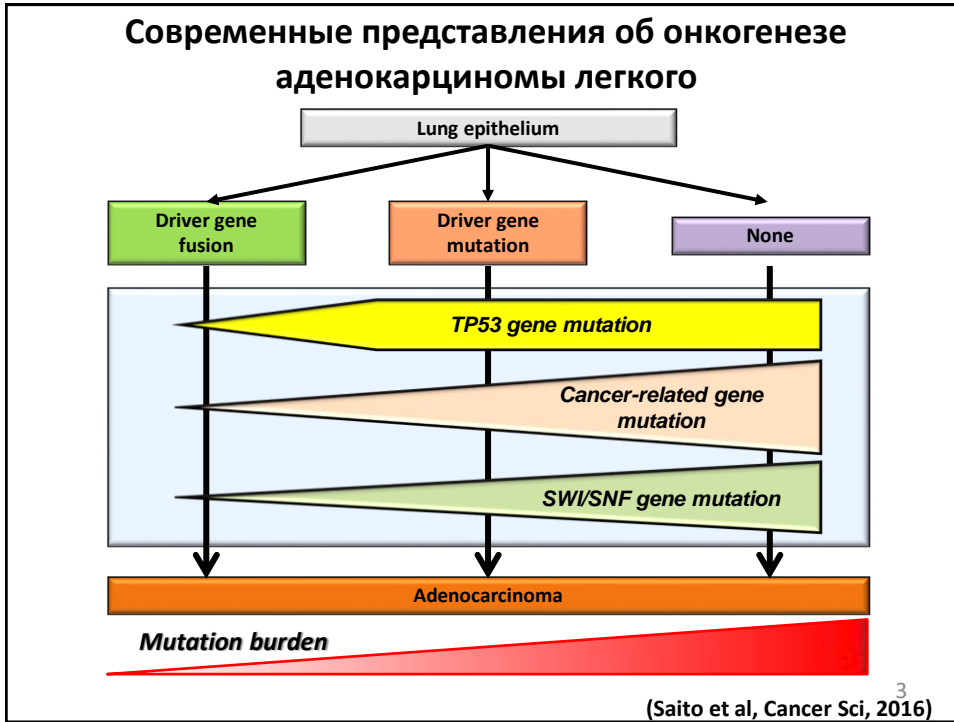 Современные представления об онкогенезе
аденокарциномы легкого
Lung epithelium
Driver gene
fusion
Driver gene
mutation
None
TP53 gene mutation
Cancer-related gene
mutation
SWI/SNF gene mutation
Adenocarcinoma
Mutation burden
3
(Saito et al, Cancer Sci, 2016)